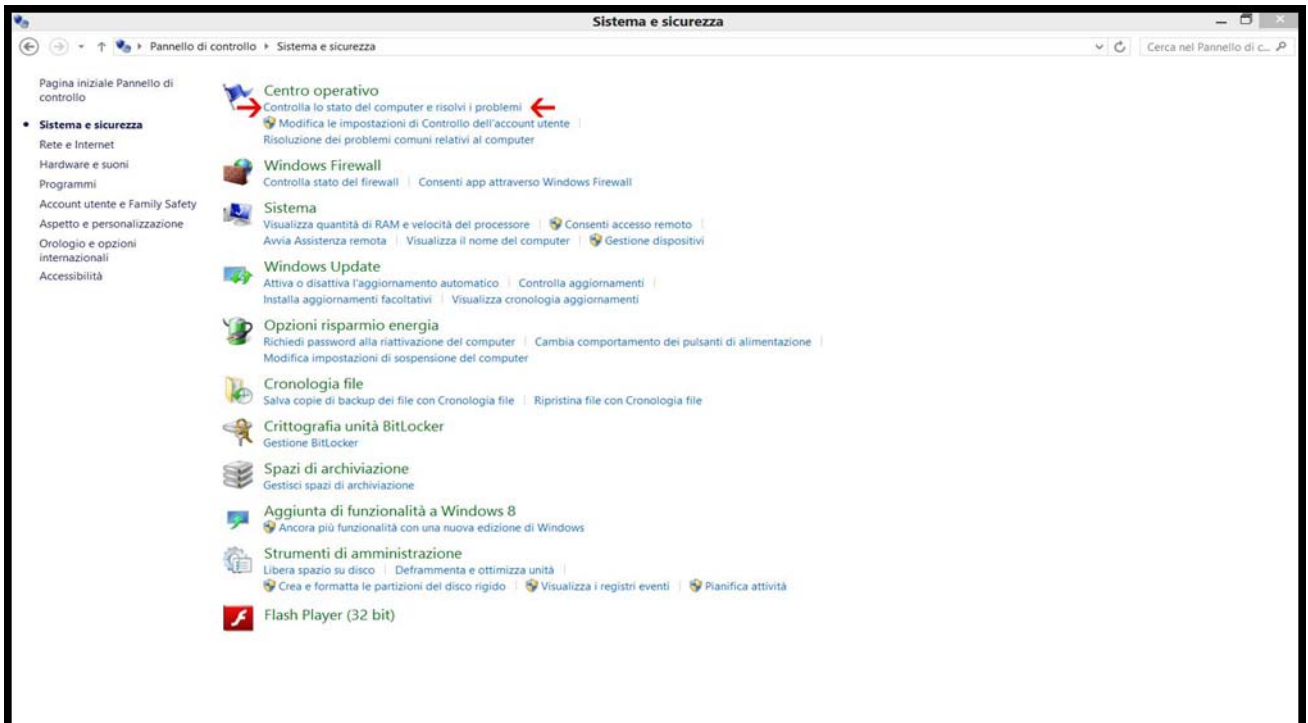 Sistema e sicurezza
Pannello di controllo
Sistema e sicurezza
Cerca nel Pannello di c...
Pagina iniziale Pannello di
controllo
Sistema e sicurezza
Rete e Internet
Hardware e suoni
Programmi
Account utente e Family Safety
Aspetto e personalizzazione
Orologio e opzioni
internazionali
Accessibilità
Centro operativo
Controlla lo stato del computer e risolvi i problemi
Modifica le impostazioni di Controllo dell'account utente
Risoluzione dei problemi comuni relativi al computer
Windows Firewall
Controlla stato del firewall | Consenti app attraverso Windows Firewall
Sistema
Visualizza quantità di RAM e velocità del processore | Consenti accesso remoto
Avvia Assistenza remota | Visualizza il nome del computer | Gestione dispositivi
Windows Update
Attiva o disattiva l'aggiornamento automatico | Controlla aggiornamenti
Installa aggiornamenti facoltativi | Visualizza cronologia aggiornamenti
Opzioni risparmio energia
Richiedi password alla riattivazione del computer | Cambia comportamento dei pulsanti di alimentazione
Modifica impostazioni di sospensione del computer
Cronologia file
Salva copie di backup dei file con Cronologia file | Ripristina file con Cronologia file
Crittografia unità BitLocker
Gestione BitLocker
Spazi di archiviazione
Gestisci spazi di archiviazione
Aggiunta di funzionalità a Windows 8
Ancora più funzionalità con una nuova edizione di Windows
Strumenti di amministrazione
Libera spazio su disco | Deframmenta e ottimizza unità
Crea e formatta le partizioni del disco rigido | Visualizza i registri eventi | Pianifica attività
Flash Player (32 bit)